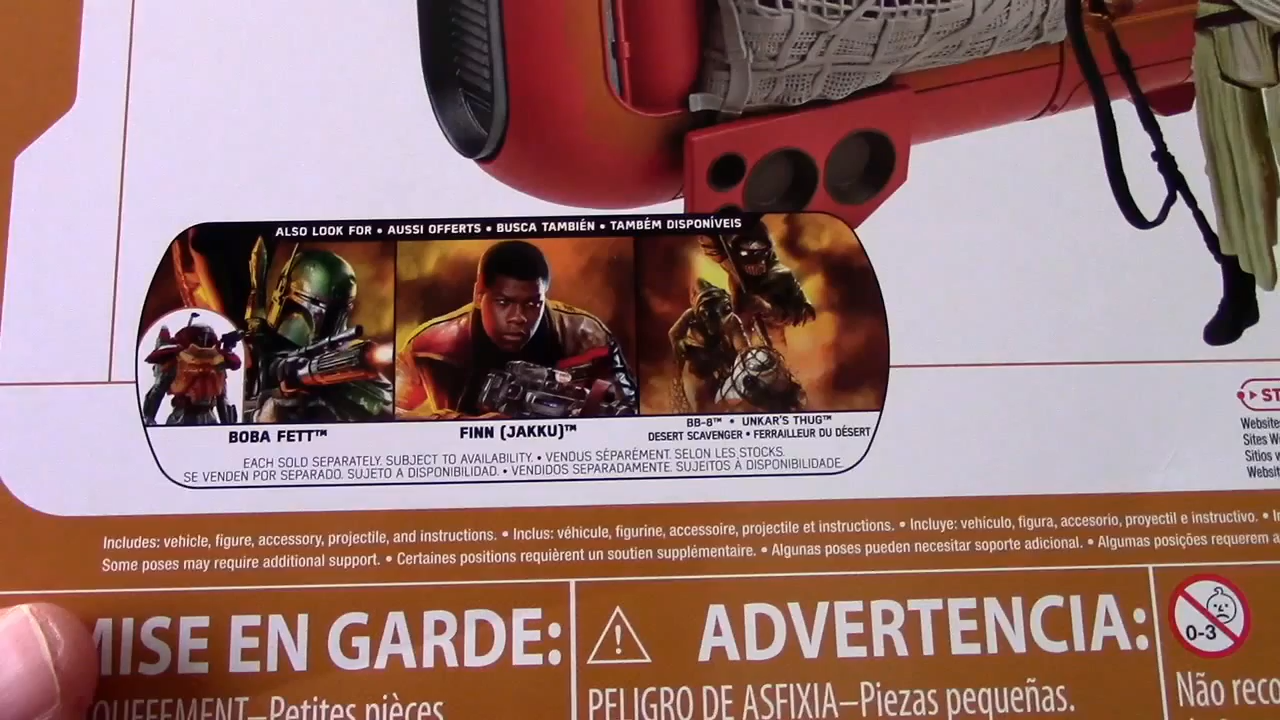 ALSO LOOK FOR • AUSSI OFFERTS • BUSCA TAMBIÉN • TAMBÉM DISPONÍVEIS
BOBA FETT™
FINN (JAKKU)™
BB-8™ • UNKAR'S THUG™
DESERT SCAVENGER • FERRAILLEUR DU DÉSERT
EACH SOLD SEPARATELY. SUBJECT TO AVAILABILITY. • VENDUS SÉPARÉMENT. SELON LES STOCKS.
SE VENDEN POR SEPARADO. SUJETO A DISPONIBILIDAD. • VENDIDOS SEPARADAMENTE. SUJEITOS À DISPONIBILIDADE.
ST
Website
Sites W
Sitios w
Websit
Includes: vehicle, figure, accessory, projectile, and instructions. • Inclus: véhicule, figurine, accessoire, projectile et instructions. • Incluye: vehículo, figura, accesorio, proyectil e instructivo. •
Some poses may require additional support. • Certaines positions requièrent un soutien supplémentaire. • Algunas poses pueden necesitar soporte adicional. • Algumas posições requerem a
MISE EN GARDE:
OUFFEMENT–Petites pièces
ADVERTENCIA:
PELIGRO DE ASFIXIA–Piezas pequeñas.
0-3
Não reco